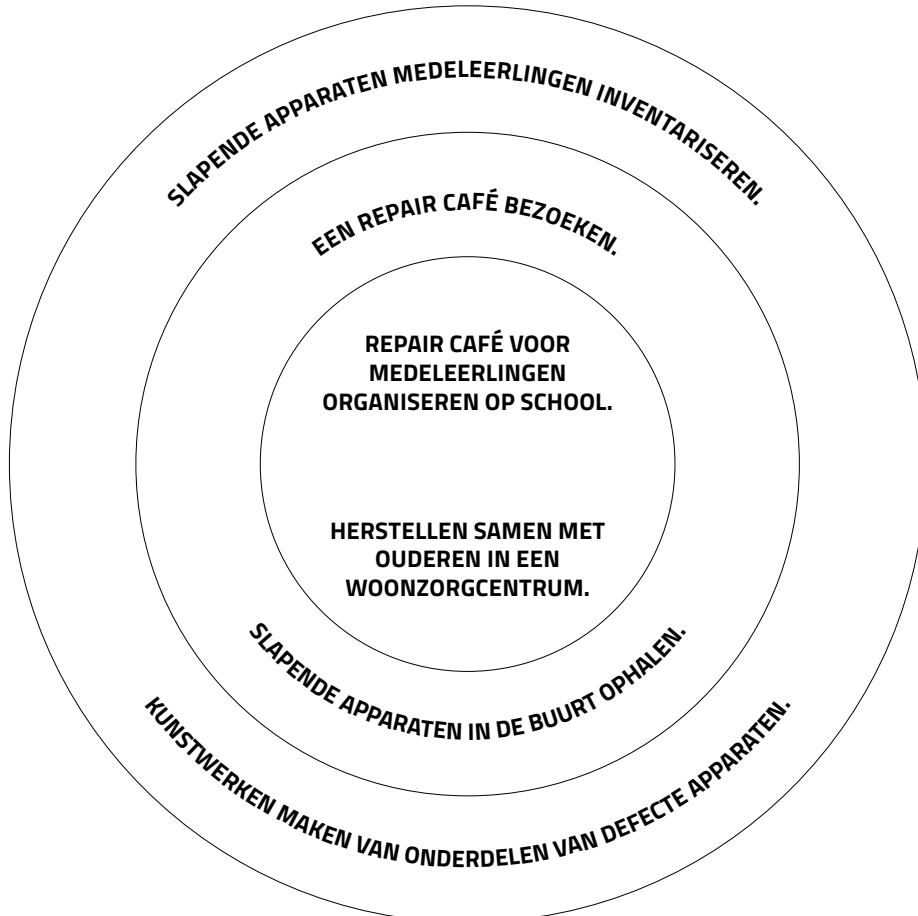 SLAPENDE APPARATEN MEDELEERLINGEN INVENTARISEREN.
EEN REPAIR CAFÉ BEZOEKEN.
REPAIR CAFÉ VOOR
MEDELEERLINGEN
ORGANISEREN OP SCHOOL.
HERSTELLEN SAMEN MET
OUDEREN IN EEN
WOONZORGCENTRUM.
SLAPENDE APPARATEN IN DE BUURT OPHALEN.
KUNSTWERKEN MAKEN VAN ONDERDELEN VAN DEFECTE APPARATEN.